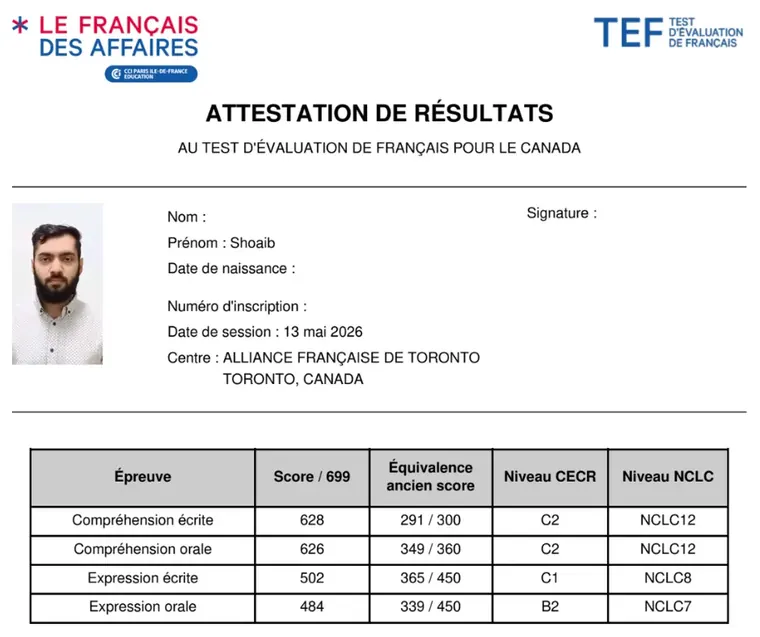 LE FRANÇAIS
DES AFFAIRES
CCI PARIS ILE-DE-FRANCE
EDUCATION
TEF TEST
D'ÉVALUATION
DE FRANÇAIS
ATTESTATION DE RÉSULTATS
AU TEST D'ÉVALUATION DE FRANÇAIS POUR LE CANADA
Nom :
Signature :
Prénom : Shoaib
Date de naissance :
Numéro d'inscription :
Date de session : 13 mai 2026
Centre : ALLIANCE FRANÇAISE DE TORONTO
TORONTO, CANADA
Épreuve Score / 699 Équivalence ancien score Niveau CECR Niveau NCLC
Compréhension écrite 628 291 / 300 C2 NCLC12
Compréhension orale 626 349 / 360 C2 NCLC12
Expression écrite 502 365 / 450 C1 NCLC8
Expression orale 484 339 / 450 B2 NCLC7